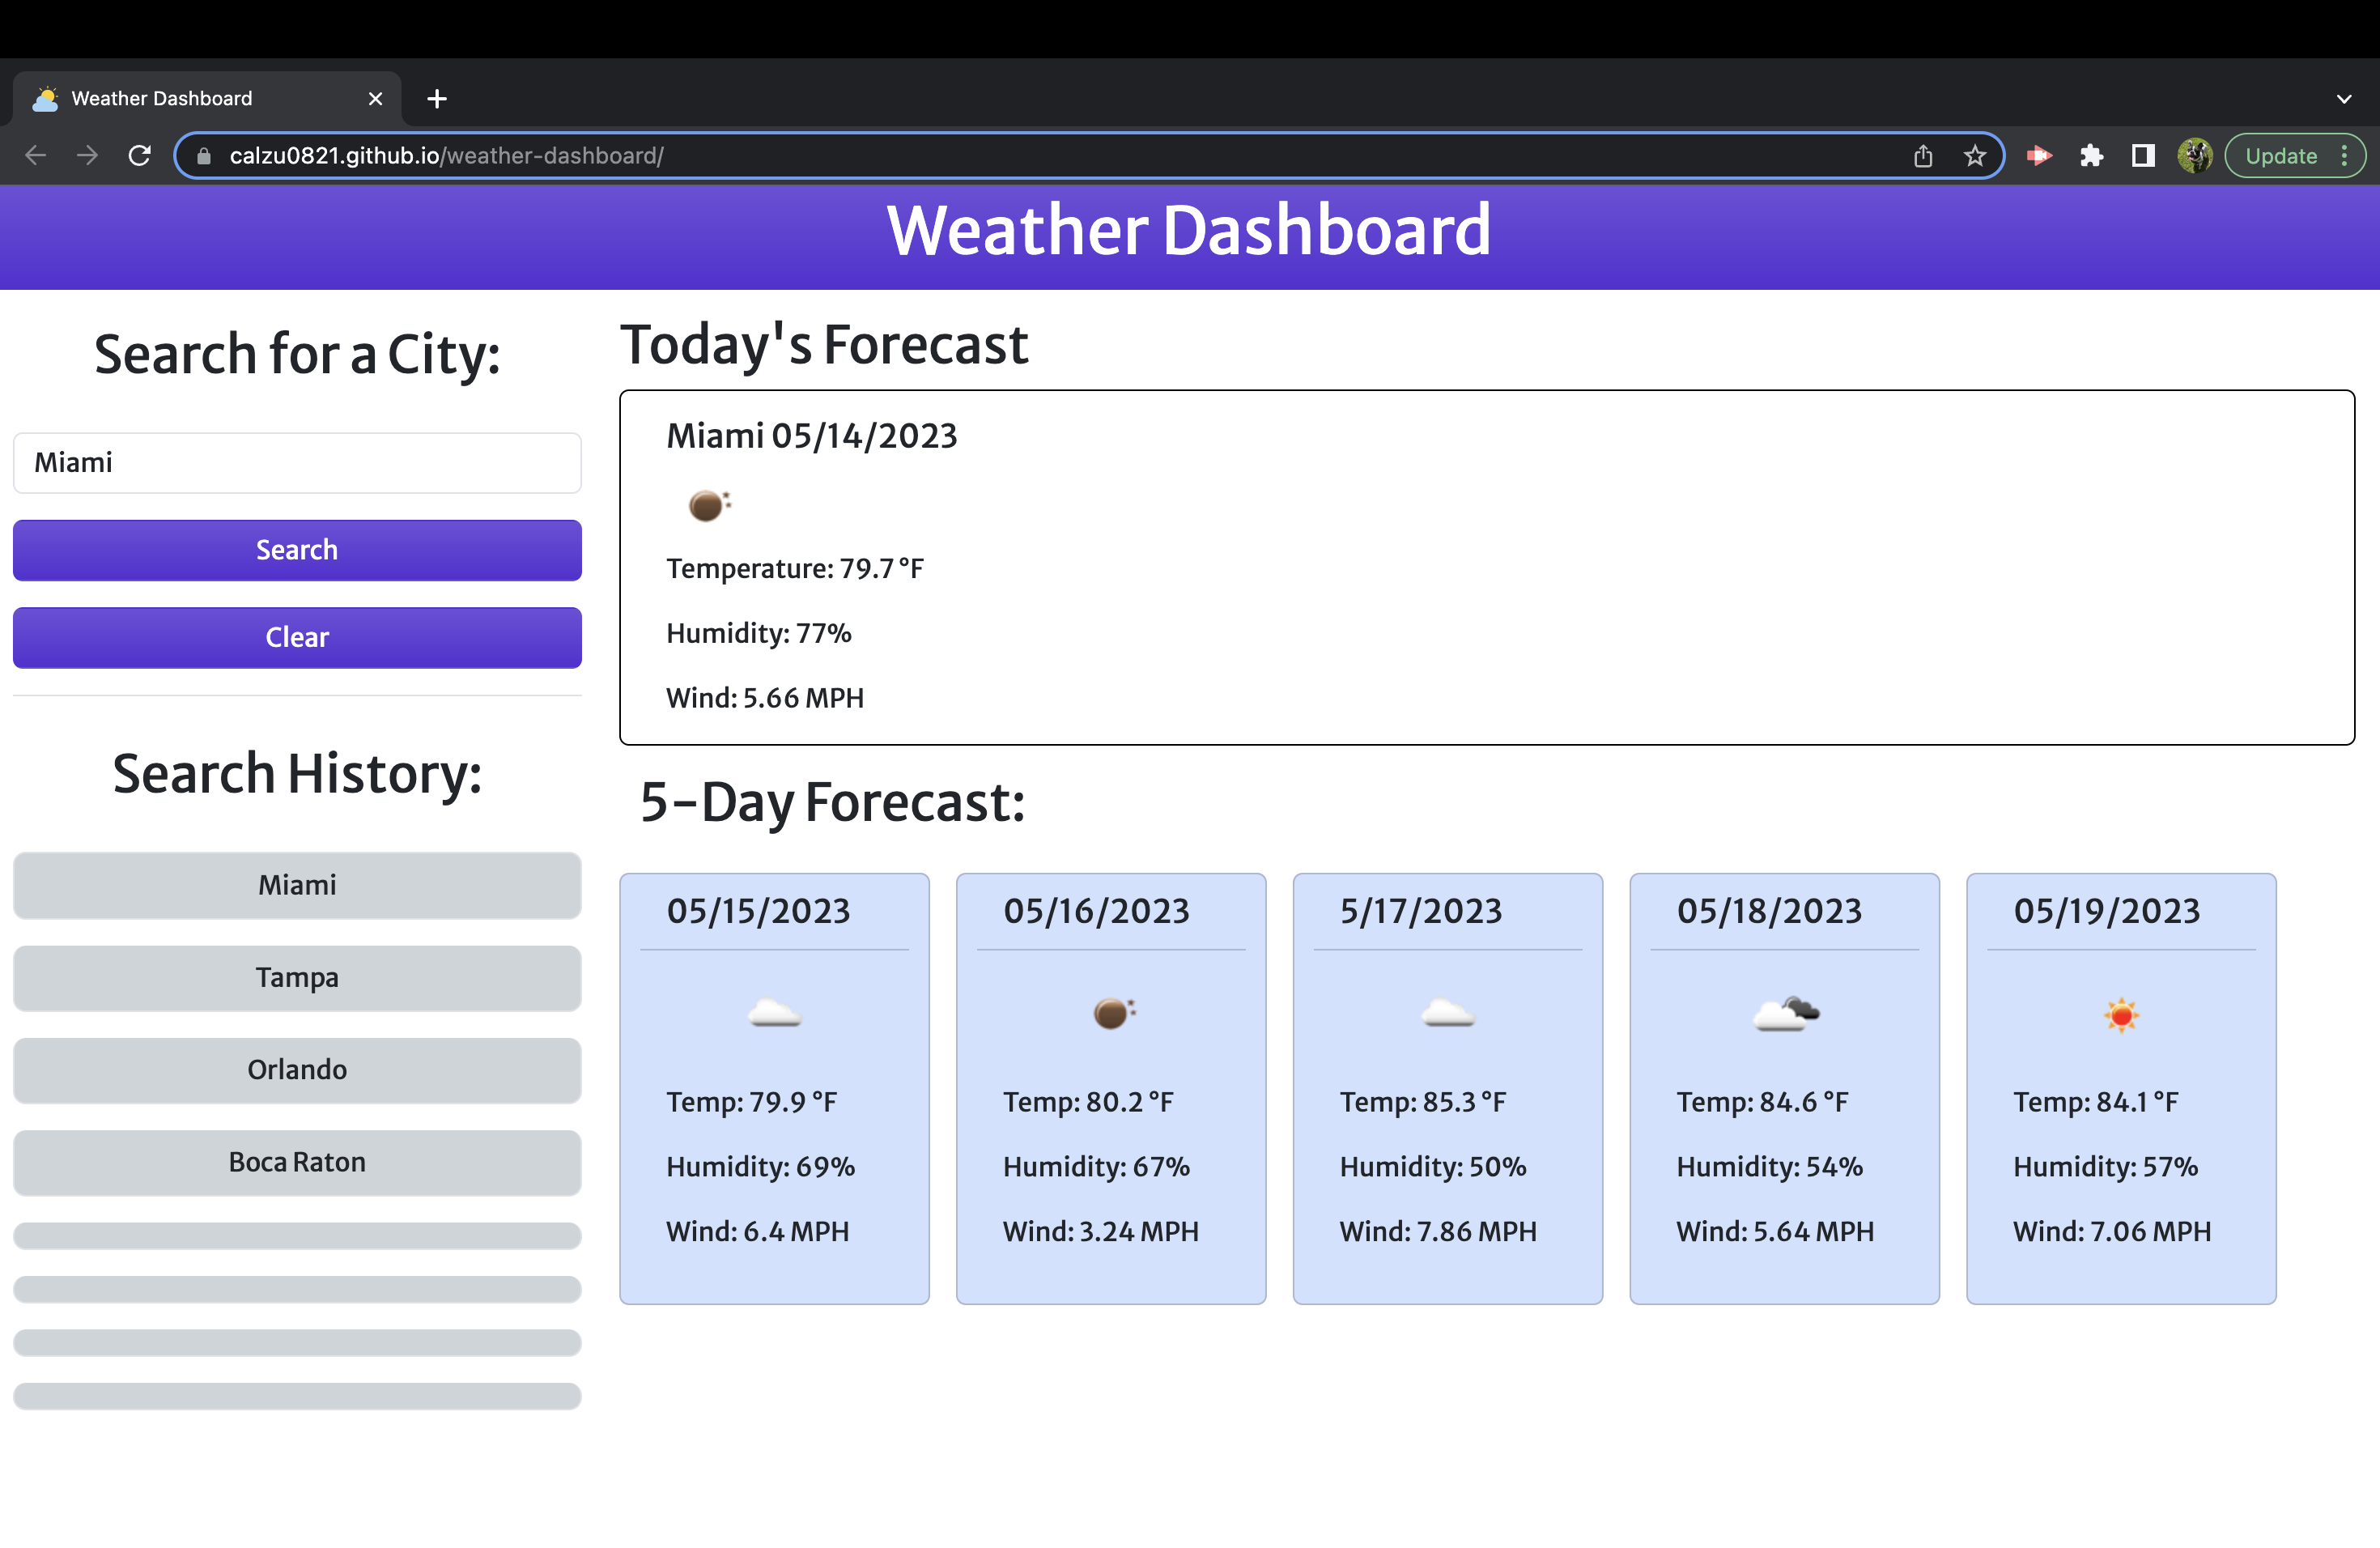 Weather Dashboard
calzu0821.github.io/weather-dashboard/
Update
Weather Dashboard
Search for a City:
Miami
Search
Clear
Search History:
Miami
Tampa
Orlando
Boca Raton
Today's Forecast
Miami 05/14/2023
Temperature: 79.7 °F
Humidity: 77%
Wind: 5.66 MPH
5-Day Forecast:
05/15/2023
Temp: 79.9 °F
Humidity: 69%
Wind: 6.4 MPH
05/16/2023
Temp: 80.2 °F
Humidity: 67%
Wind: 3.24 MPH
5/17/2023
Temp: 85.3 °F
Humidity: 50%
Wind: 7.86 MPH
05/18/2023
Temp: 84.6 °F
Humidity: 54%
Wind: 5.64 MPH
05/19/2023
Temp: 84.1 °F
Humidity: 57%
Wind: 7.06 MPH